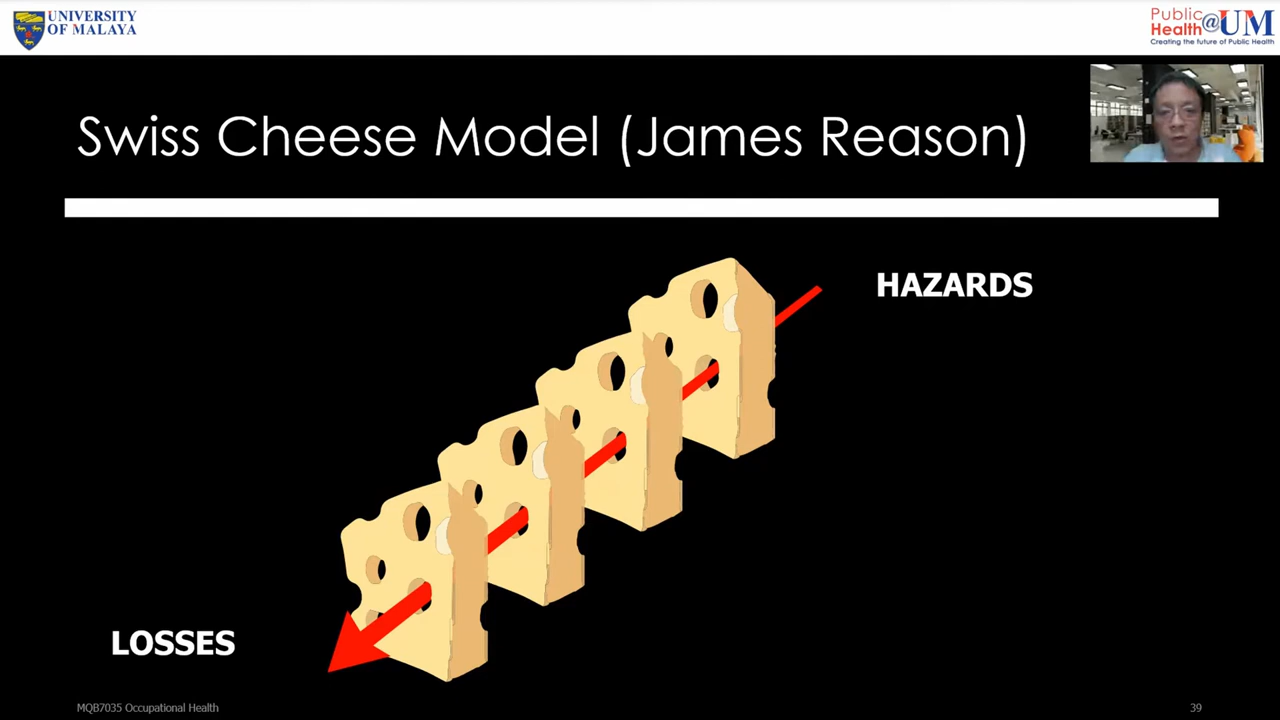 UNIVERSITY
OF MALAYA
Public
Health@UM
Creating the future of Public Health
Swiss Cheese Model (James Reason)
HAZARDS
LOSSES
MQB7035 Occupational Health
39